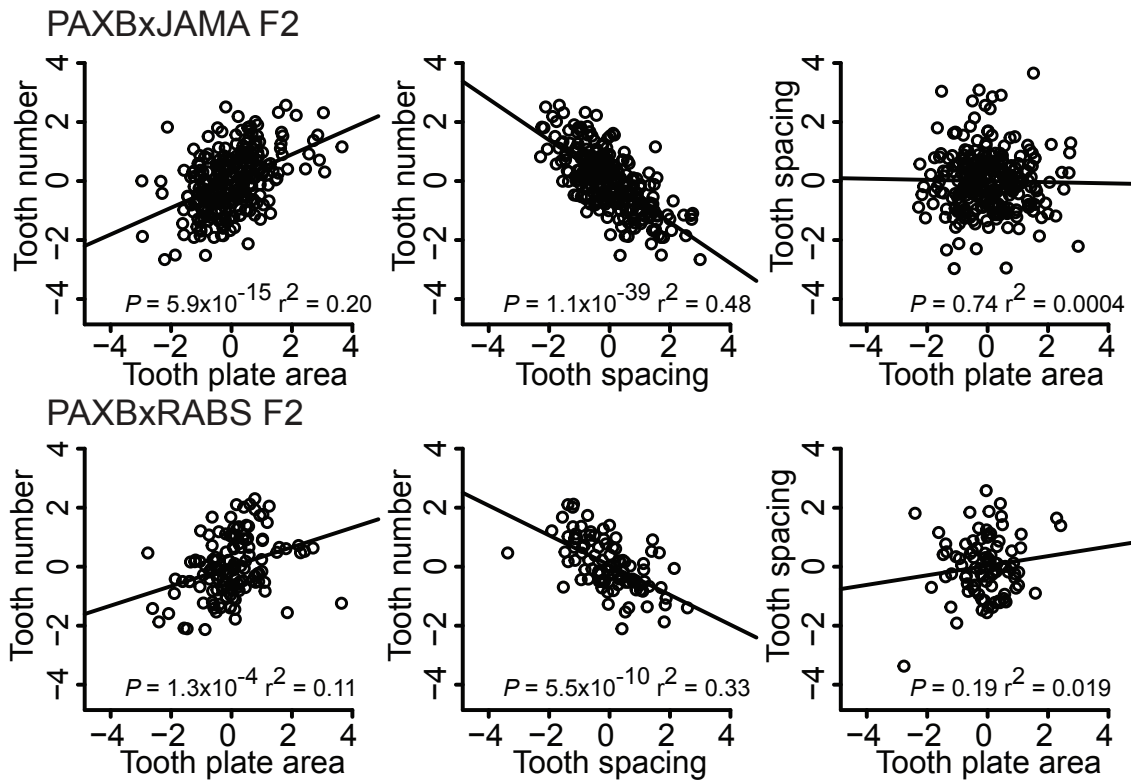 PAXBxJAMA F2
Tooth number
4
2
0
−2
−4
P = 5.9x10-15 r2 = 0.20
−4 −2 0 2 4
Tooth plate area
Tooth number
4
2
0
−2
−4
P = 1.1x10-39 r2 = 0.48
−4 −2 0 2 4
Tooth spacing
Tooth spacing
4
2
0
−2
−4
P = 0.74 r2 = 0.0004
−4 −2 0 2 4
Tooth plate area
PAXBxRABS F2
Tooth number
4
2
0
−2
−4
P = 1.3x10-4 r2 = 0.11
−4 −2 0 2 4
Tooth plate area
Tooth number
4
2
0
−2
−4
P = 5.5x10-10 r2 = 0.33
−4 −2 0 2 4
Tooth spacing
Tooth spacing
4
2
0
−2
−4
P = 0.19 r2 = 0.019
−4 −2 0 2 4
Tooth plate area